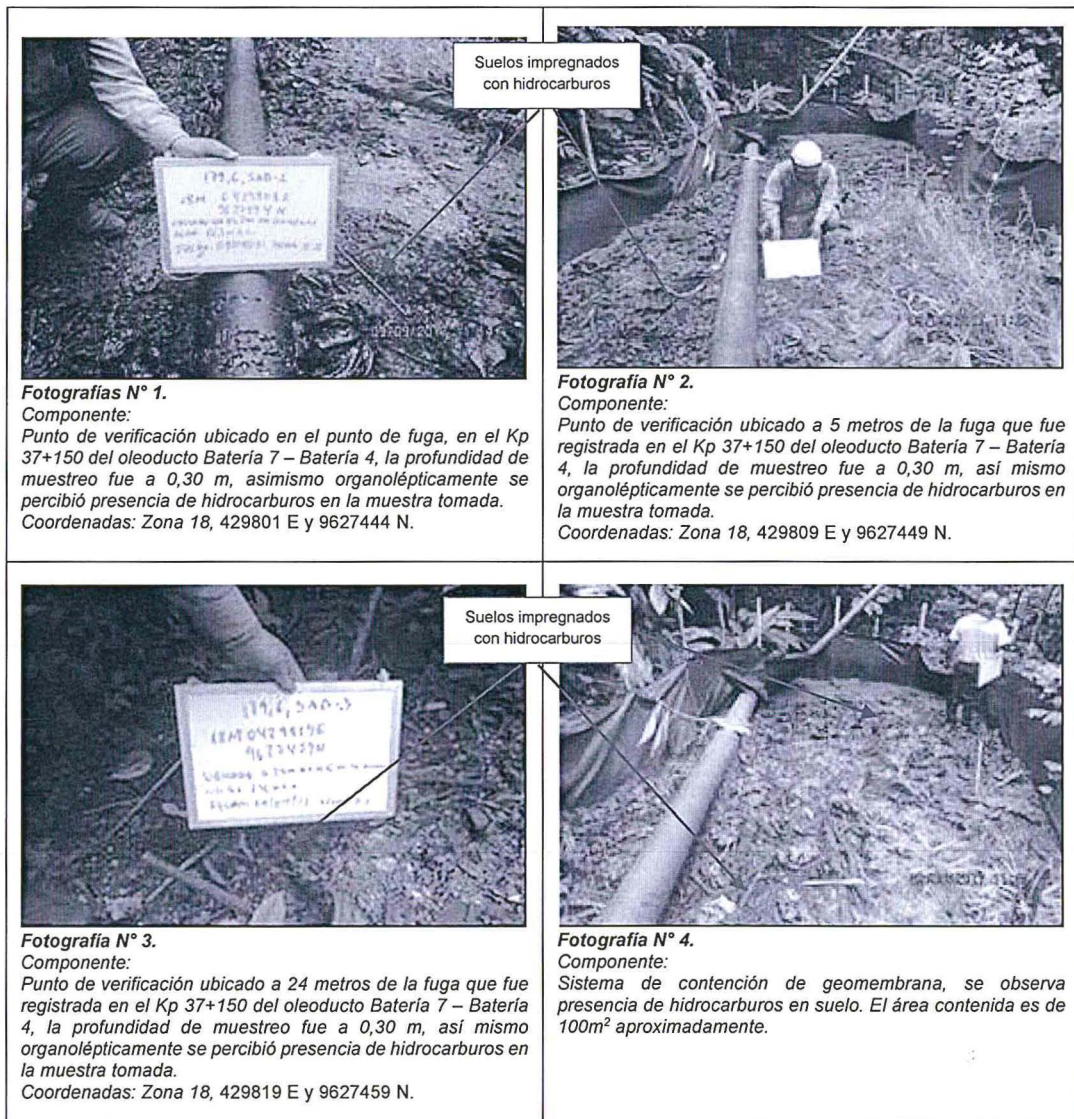 Suelos impregnados
con hidrocarburos
179,6, SAD-1
Fotografías N° 1.
Componente:
Punto de verificación ubicado en el punto de fuga, en el Kp
37+150 del oleoducto Batería 7 – Batería 4, la profundidad de
muestreo fue a 0,30 m, asimismo organolépticamente se
percibió presencia de hidrocarburos en la muestra tomada.
Coordenadas: Zona 18, 429801 E y 9627444 N.
Fotografía N° 2.
Componente:
Punto de verificación ubicado a 5 metros de la fuga que fue
registrada en el Kp 37+150 del oleoducto Batería 7 – Batería
4, la profundidad de muestreo fue a 0,30 m, así mismo
organolépticamente se percibió presencia de hidrocarburos en
la muestra tomada.
Coordenadas: Zona 18, 429809 E y 9627449 N.
Suelos impregnados
con hidrocarburos
179,6, SAD-3
Fotografía N° 3.
Componente:
Punto de verificación ubicado a 24 metros de la fuga que fue
registrada en el Kp 37+150 del oleoducto Batería 7 – Batería
4, la profundidad de muestreo fue a 0,30 m, así mismo
organolépticamente se percibió presencia de hidrocarburos en
la muestra tomada.
Coordenadas: Zona 18, 429819 E y 9627459 N.
Fotografía N° 4.
Componente:
Sistema de contención de geomembrana, se observa
presencia de hidrocarburos en suelo. El área contenida es de
100m² aproximadamente.